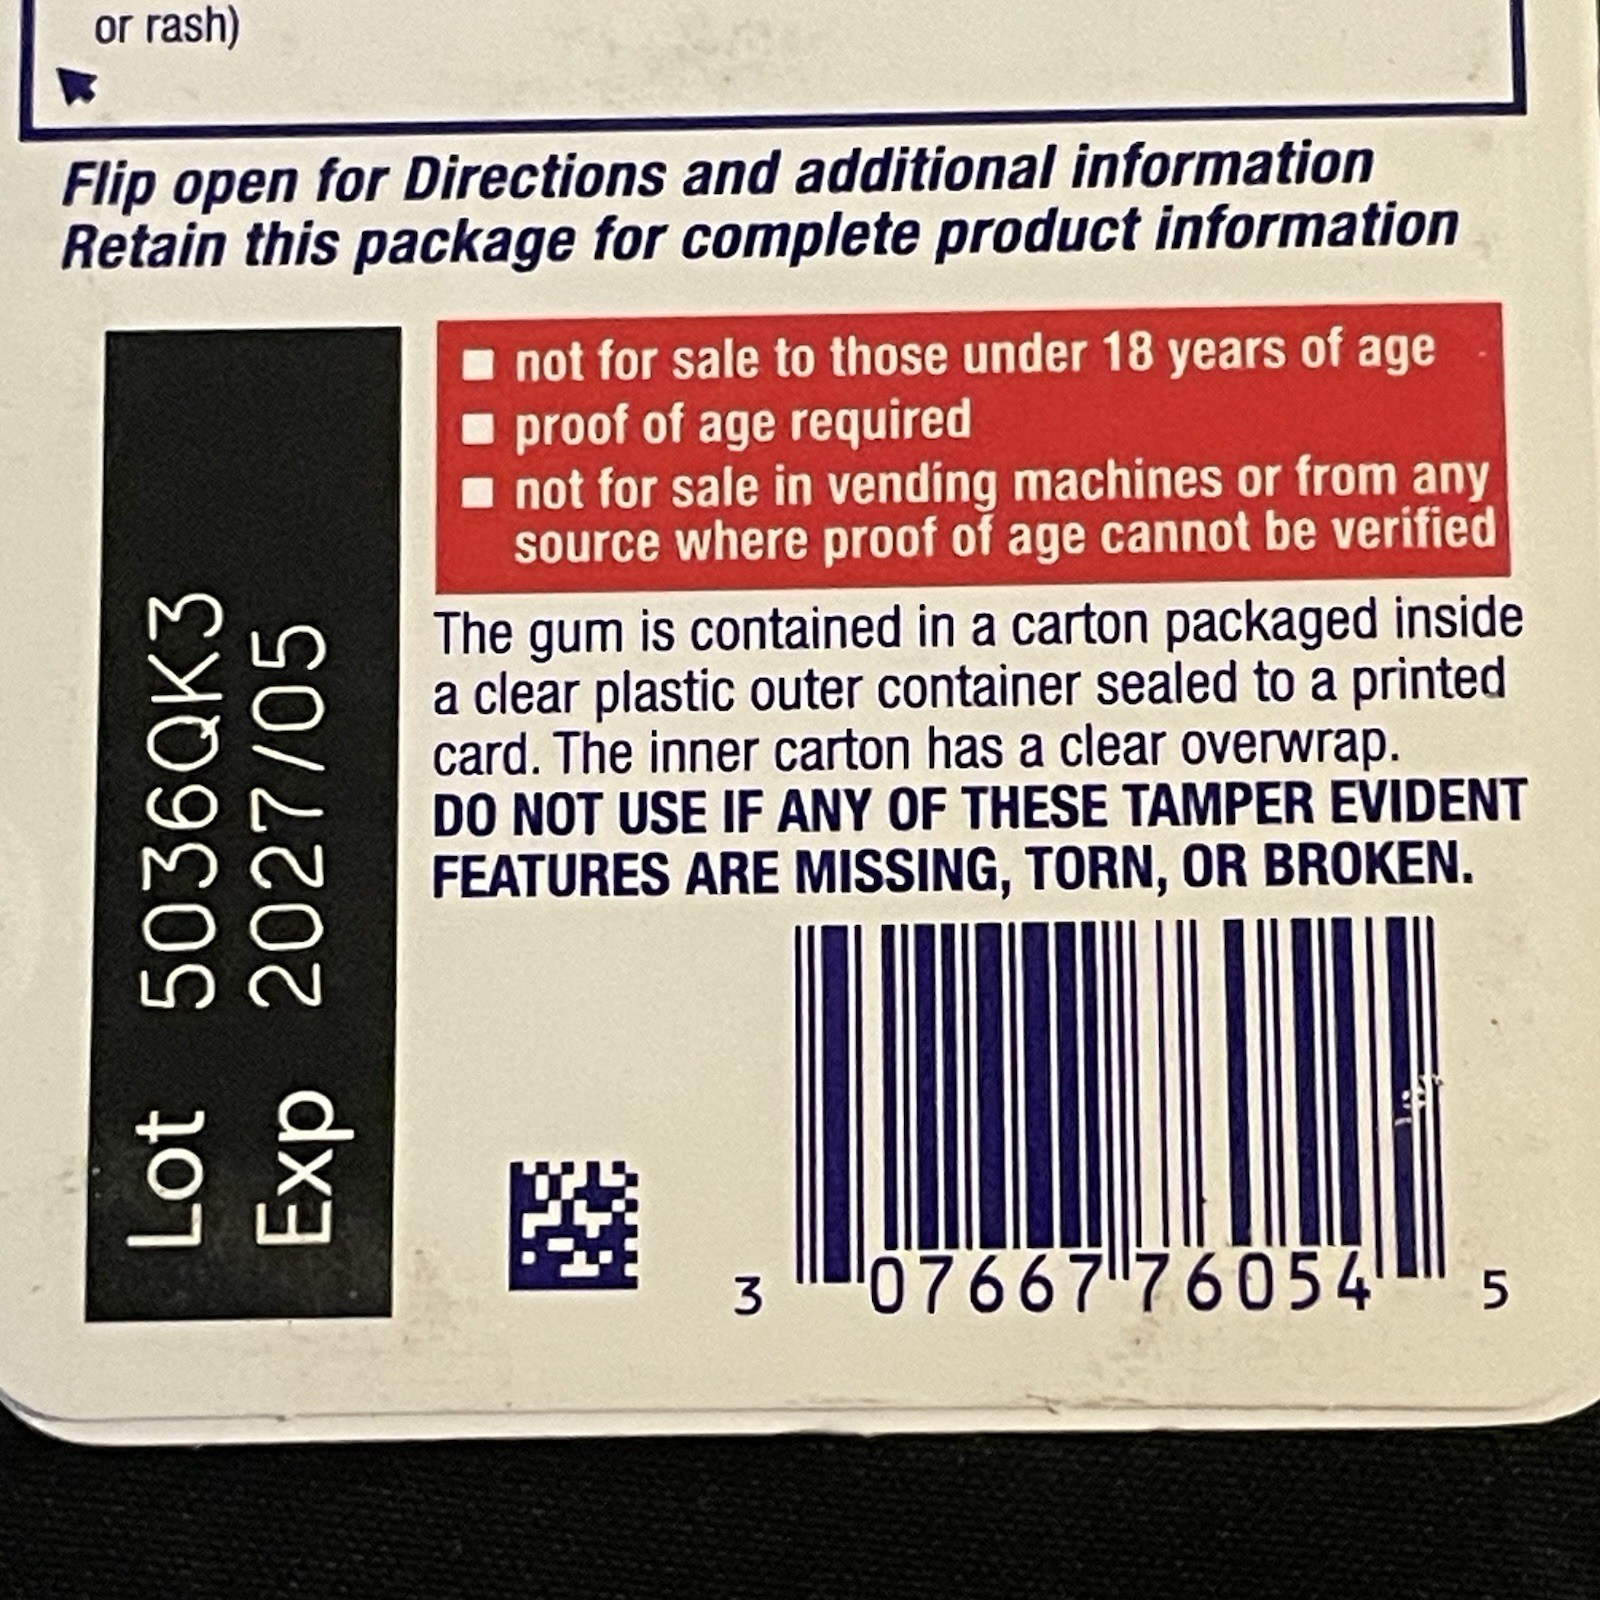 or rash)
Flip open for Directions and additional information
Retain this package for complete product information
Lot 5036QK3
Exp 2027/05
not for sale to those under 18 years of age
proof of age required
not for sale in vending machines or from any
source where proof of age cannot be verified
The gum is contained in a carton packaged inside
a clear plastic outer container sealed to a printed
card. The inner carton has a clear overwrap.
DO NOT USE IF ANY OF THESE TAMPER EVIDENT
FEATURES ARE MISSING, TORN, OR BROKEN.
3 07667 76054 5